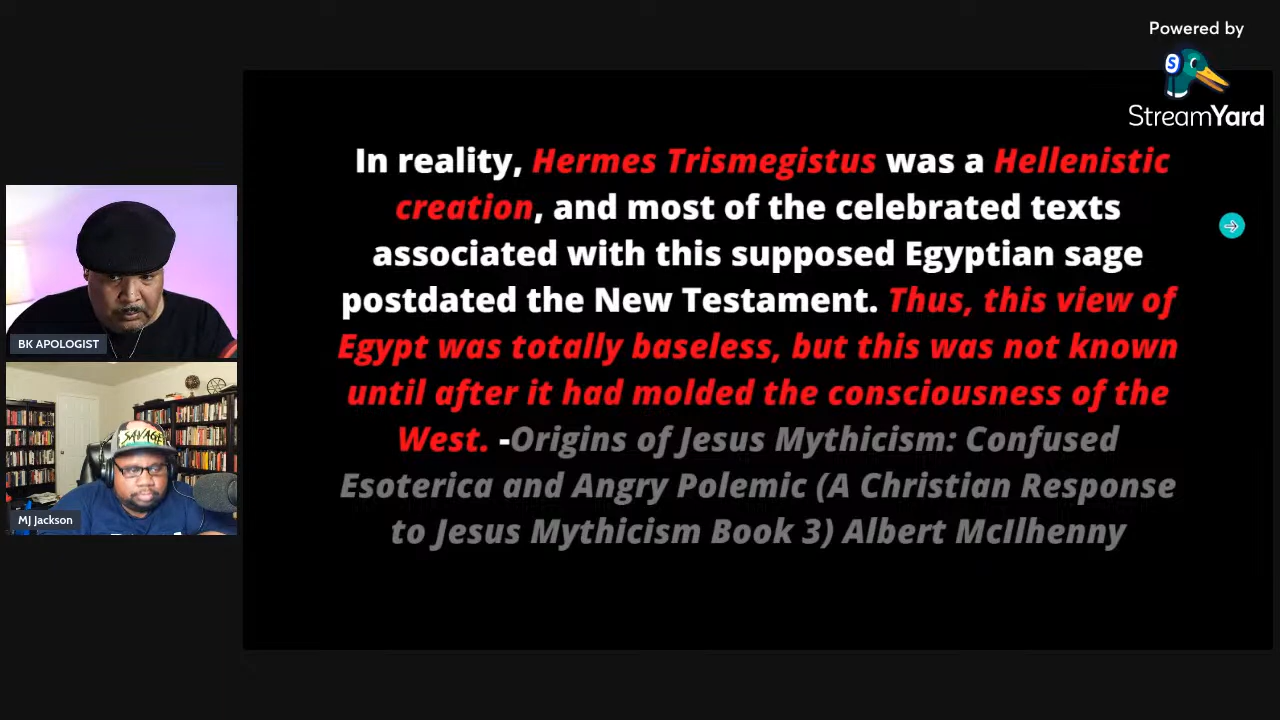 Powered by
StreamYard
In reality, Hermes Trismegistus was a Hellenistic
creation, and most of the celebrated texts
associated with this supposed Egyptian sage
postdated the New Testament. Thus, this view of
Egypt was totally baseless, but this was not known
until after it had molded the consciousness of the
West. -Origins of Jesus Mythicism: Confused
Esoterica and Angry Polemic (A Christian Response
to Jesus Mythicism Book 3) Albert McIlhenny
BK APOLOGIST
SAVAGE
MJ Jackson